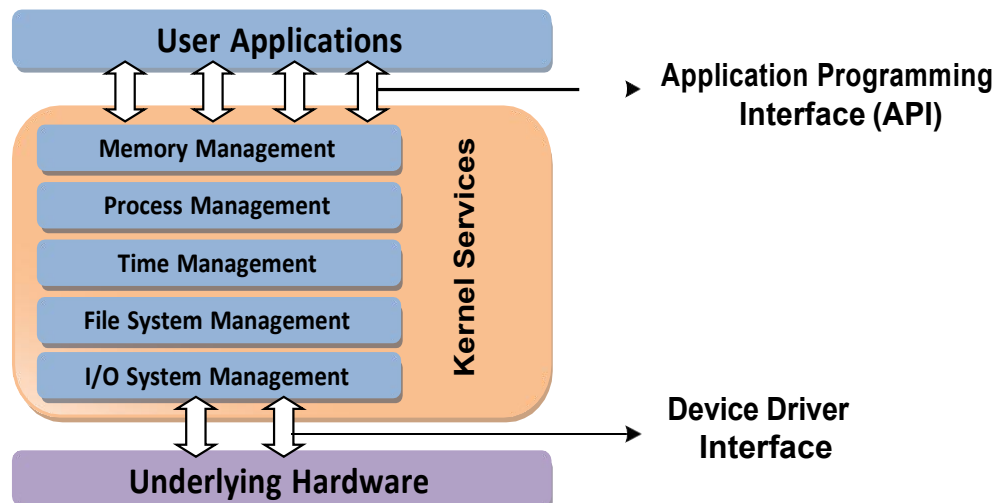 User Applications
Application Programming
Interface (API)
Memory Management
Process Management
Time Management
File System Management
I/O System Management
Kernel Services
Device Driver
Interface
Underlying Hardware